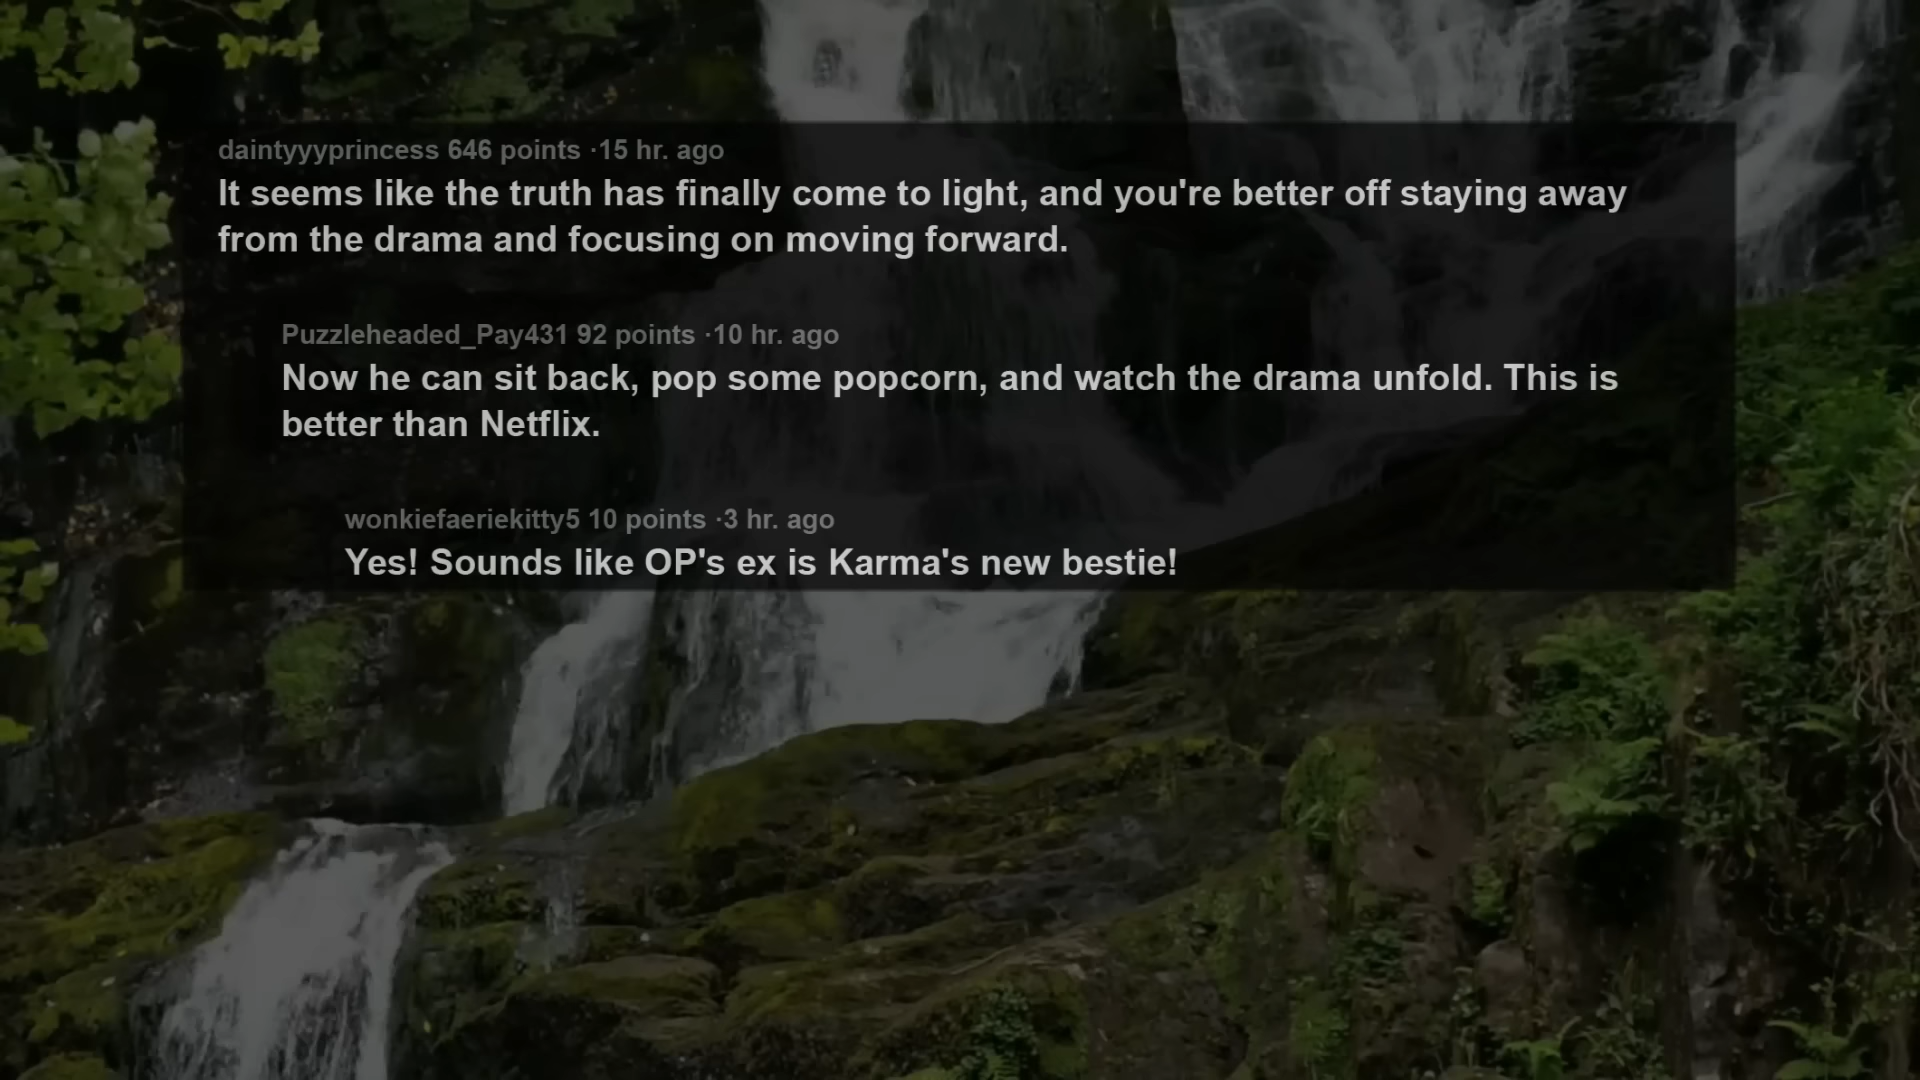 daintyyyprincess 646 points ·15 hr. ago
It seems like the truth has finally come to light, and you're better off staying away
from the drama and focusing on moving forward.
Puzzleheaded_Pay431 92 points ·10 hr. ago
Now he can sit back, pop some popcorn, and watch the drama unfold. This is
better than Netflix.
wonkiefaeriekitty5 10 points ·3 hr. ago
Yes! Sounds like OP's ex is Karma's new bestie!